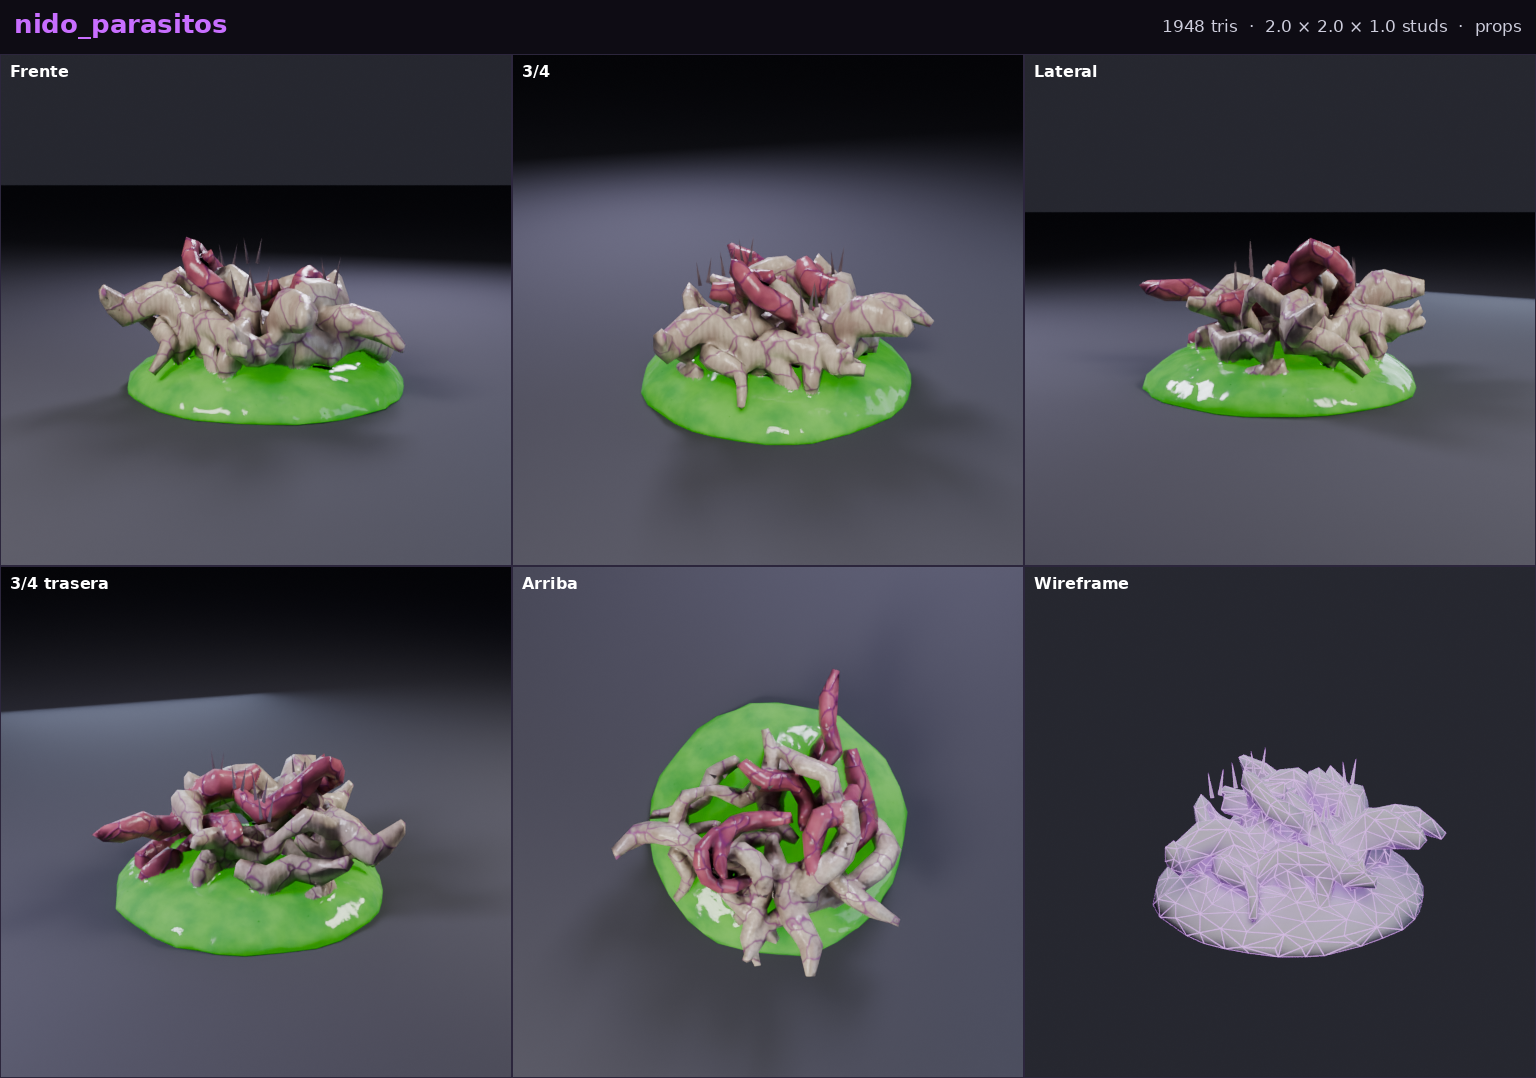 nido_parasitos
1948 tris · 2.0 × 2.0 × 1.0 studs · props
Frente
3/4
Lateral
3/4 trasera
Arriba
Wireframe